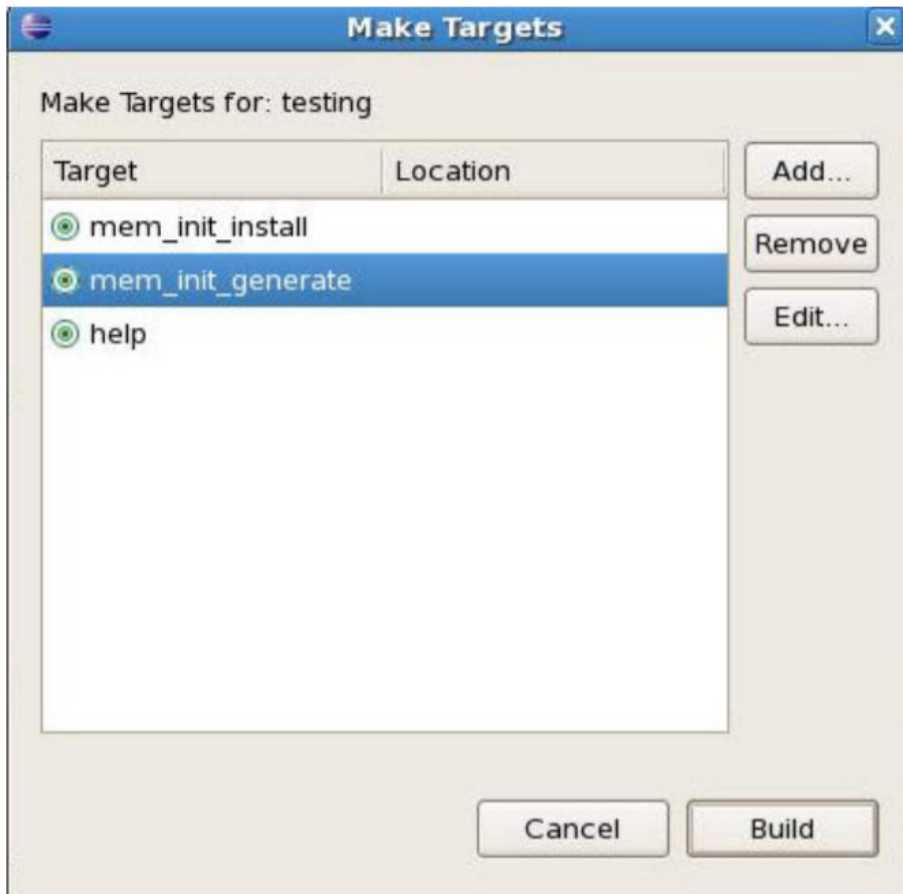 Make Targets
Make Targets for: testing
Target Location
mem_init_install
mem_init_generate
help
Add...
Remove
Edit...
Cancel Build